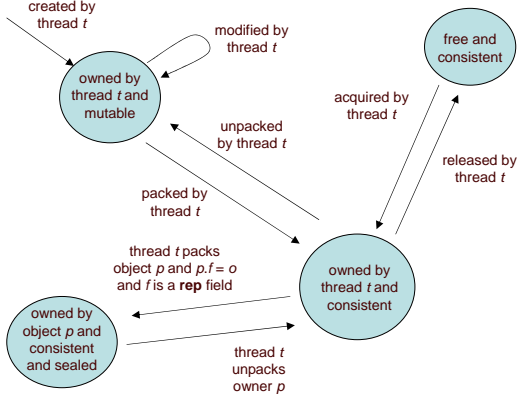 created by
thread t
modified by
thread t
owned by
thread t and
mutable
free and
consistent
acquired by
thread t
unpacked
by thread t
released by
thread t
packed by
thread t
thread t packs
object p and p.f = o
and f is a rep field
owned by
thread t and
consistent
owned by
object p and
consistent
and sealed
thread t
unpacks
owner p